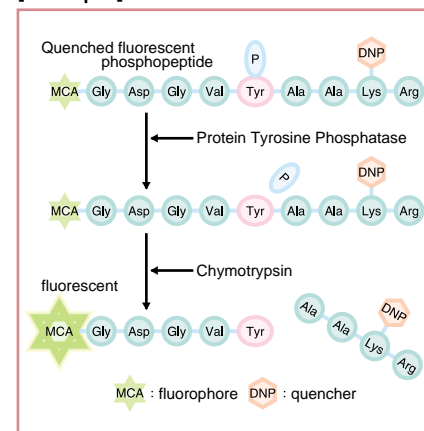 Quenched fluorescent
phosphopeptide
P
DNP
MCA Gly Asp Gly Val Tyr Ala Ala Lys Arg
Protein Tyrosine Phosphatase
P
DNP
MCA Gly Asp Gly Val Tyr Ala Ala Lys Arg
Chymotrypsin
fluorescent
MCA Gly Asp Gly Val Tyr
Ala Ala Lys Arg
DNP
MCA : fluorophore DNP : quencher